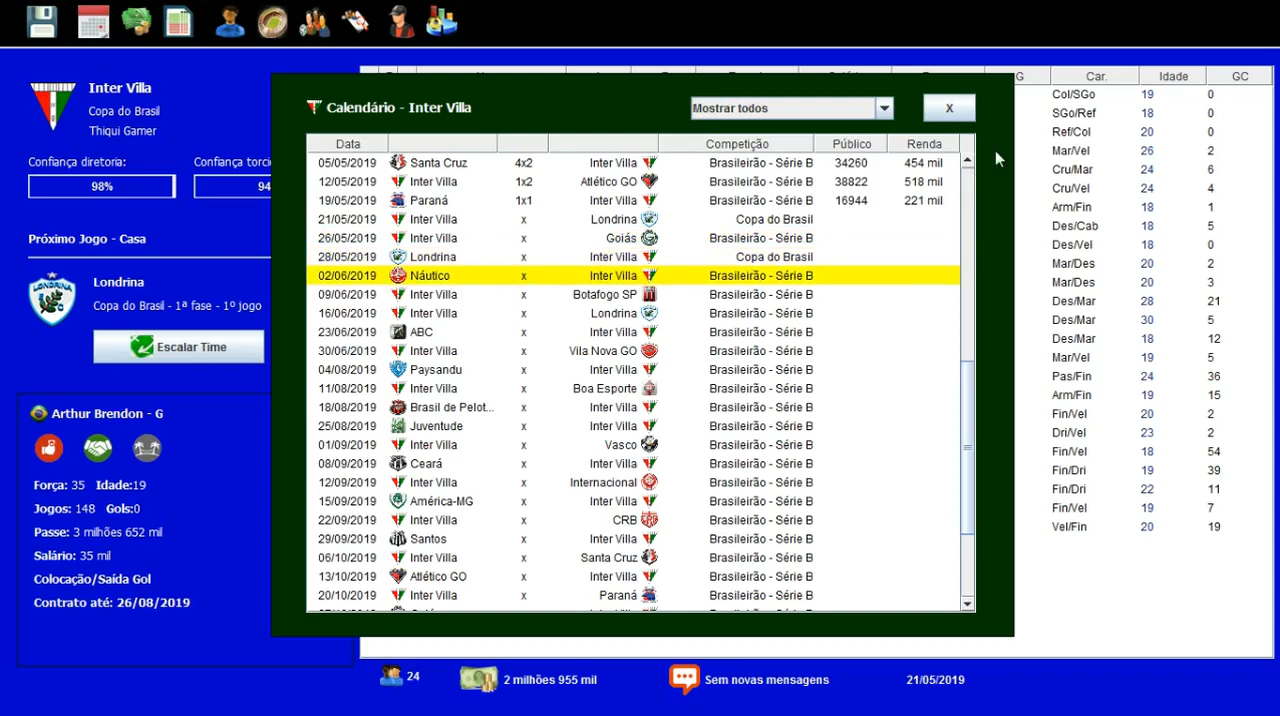 Inter Villa
Copa do Brasil
Thiqui Gamer
Confiança diretoria:
Confiança torcid
98%
94
Próximo Jogo - Casa
Londrina
Copa do Brasil - 1ª fase - 1º jogo
Escalar Time
Arthur Brendon - G
Força: 35 Idade:19
Jogos: 148 Gols:0
Passe: 3 milhões 652 mil
Salário: 35 mil
Colocação/Saída Gol
Contrato até: 26/08/2019
Calendário - Inter Villa
Mostrar todos
X
Data Competição Público Renda
05/05/2019 Santa Cruz 4x2 Inter Villa Brasileirão - Série B 34260 454 mil
12/05/2019 Inter Villa 1x2 Atlético GO Brasileirão - Série B 38822 518 mil
19/05/2019 Paraná 1x1 Inter Villa Brasileirão - Série B 16944 221 mil
21/05/2019 Inter Villa x Londrina Copa do Brasil
26/05/2019 Inter Villa x Goiás Brasileirão - Série B
28/05/2019 Londrina x Inter Villa Copa do Brasil
02/06/2019 Náutico x Inter Villa Brasileirão - Série B
09/06/2019 Inter Villa x Botafogo SP Brasileirão - Série B
16/06/2019 Inter Villa x Londrina Brasileirão - Série B
23/06/2019 ABC x Inter Villa Brasileirão - Série B
30/06/2019 Inter Villa x Vila Nova GO Brasileirão - Série B
04/08/2019 Paysandu x Inter Villa Brasileirão - Série B
11/08/2019 Inter Villa x Boa Esporte Brasileirão - Série B
18/08/2019 Brasil de Pelot... x Inter Villa Brasileirão - Série B
25/08/2019 Juventude x Inter Villa Brasileirão - Série B
01/09/2019 Inter Villa x Vasco Brasileirão - Série B
08/09/2019 Ceará x Inter Villa Brasileirão - Série B
12/09/2019 Inter Villa x Internacional Brasileirão - Série B
15/09/2019 América-MG x Inter Villa Brasileirão - Série B
22/09/2019 Inter Villa x CRB Brasileirão - Série B
29/09/2019 Santos x Inter Villa Brasileirão - Série B
06/10/2019 Inter Villa x Santa Cruz Brasileirão - Série B
13/10/2019 Atlético GO x Inter Villa Brasileirão - Série B
20/10/2019 Inter Villa x Paraná Brasileirão - Série B
G Car. Idade GC
Col/SGo 19 0
SGo/Ref 18 0
Ref/Col 20 0
Mar/Vel 26 2
Cru/Mar 24 6
Cru/Vel 24 4
Arm/Fin 18 1
Des/Cab 18 5
Des/Vel 18 0
Mar/Des 20 2
Mar/Des 20 3
Des/Mar 28 21
Des/Mar 30 5
Des/Mar 18 12
Mar/Vel 19 5
Pas/Fin 24 36
Arm/Fin 19 15
Fin/Vel 20 2
Dri/Vel 23 2
Fin/Vel 18 54
Fin/Dri 19 39
Fin/Dri 22 11
Fin/Vel 19 7
Vel/Fin 20 19
24
2 milhões 955 mil
Sem novas mensagens
21/05/2019